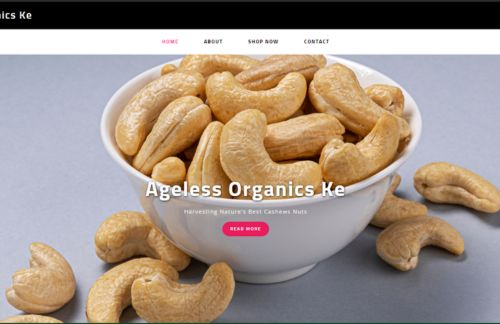 ics Ke
HOME ABOUT SHOP NOW CONTACT
Ageless Organics Ke
Harvesting Nature's Best Cashews Nuts
READ MORE